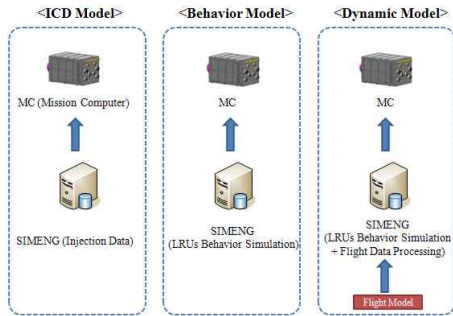 <ICD Model>
MC (Mission Computer)
SIMENG (Injection Data)
<Behavior Model>
MC
SIMENG
(LRUs Behavior Simulation)
<Dynamic Model>
MC
SIMENG
(LRUs Behavior Simulation
+ Flight Data Processing)
Flight Model